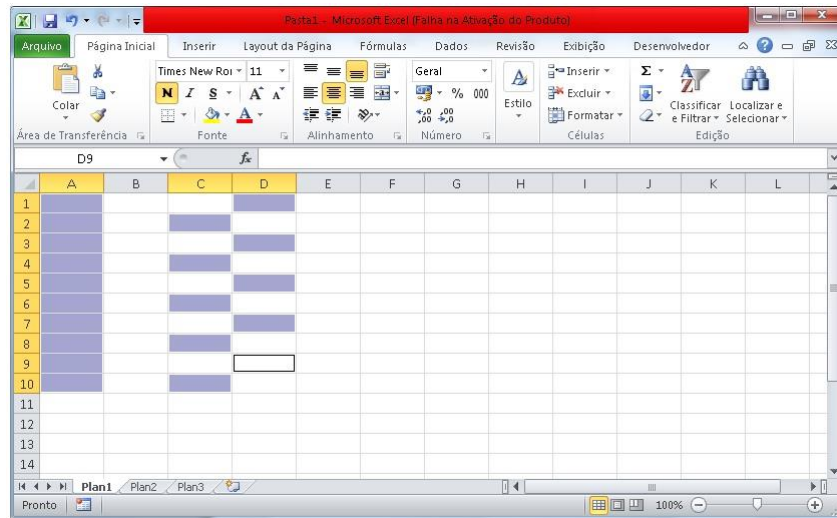 Pasta1 - Microsoft Excel (Falha na Ativação do Produto)
Arquivo Página Inicial Inserir Layout da Página Fórmulas Dados Revisão Exibição Desenvolvedor
Times New Ror 11 Geral Inserir Σ
Colar N I S A A % 000 Estilo Excluir Classificar e Filtrar Localizar e Selecionar
A ,00 ,00 Formatar
Área de Transferência Fonte Alinhamento Número Células Edição
D9 fx
A B C D E F G H I J K L
1
2
3
4
5
6
7
8
9
10
11
12
13
14
Plan1 Plan2 Plan3
Pronto 100%